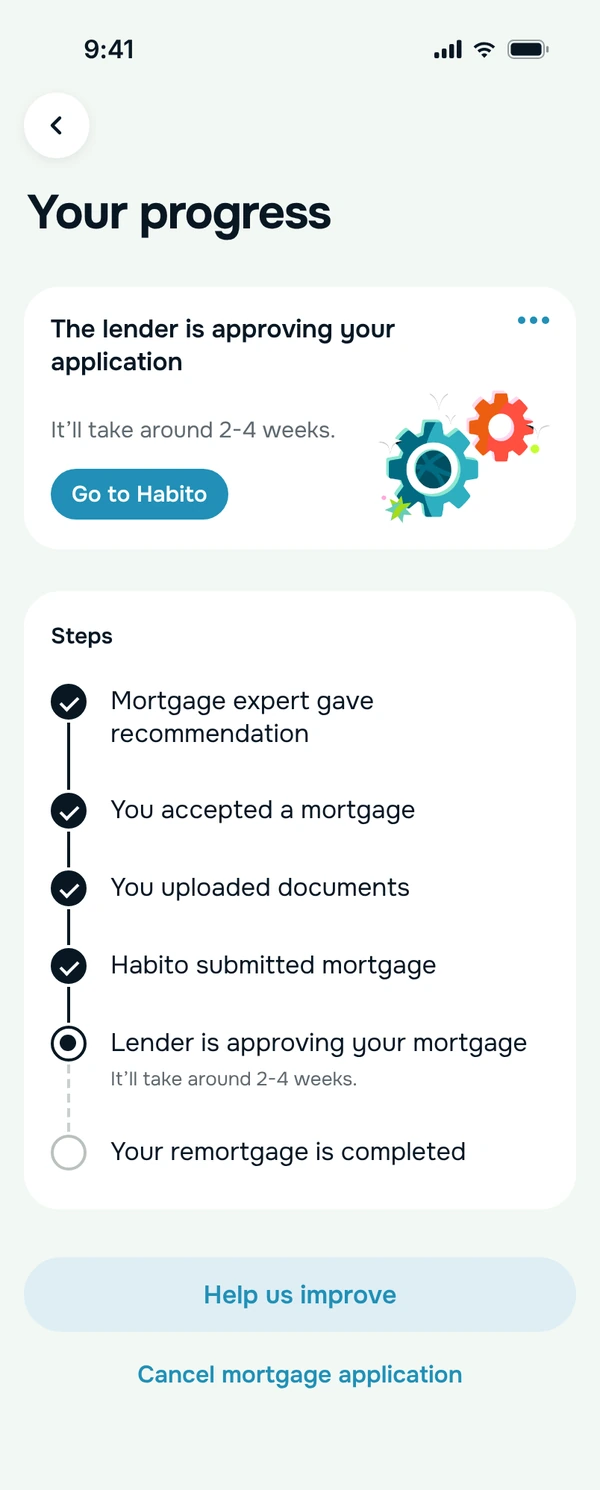 9:41
Your progress
The lender is approving your
application
It’ll take around 2-4 weeks.
Go to Habito
Steps
Mortgage expert gave
recommendation
You accepted a mortgage
You uploaded documents
Habito submitted mortgage
Lender is approving your mortgage
It’ll take around 2-4 weeks.
Your remortgage is completed
Help us improve
Cancel mortgage application